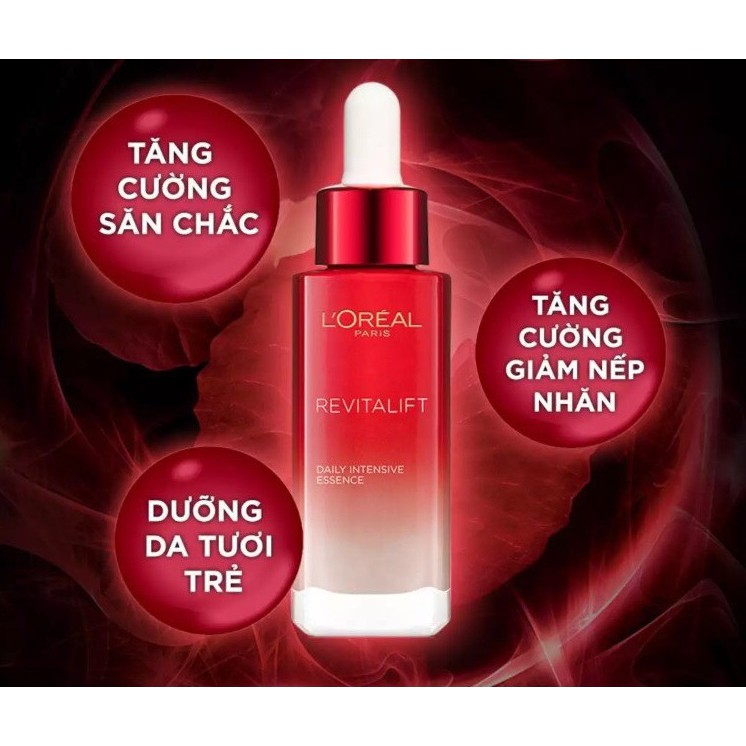 TĂNG
CƯỜNG
SĂN CHẮC
L'ORÉAL
PARIS
REVITALIFT
DAILY INTENSIVE
ESSENCE
TĂNG
CƯỜNG
GIẢM NẾP
NHĂN
DƯỠNG
DA TƯƠI
TRẺ